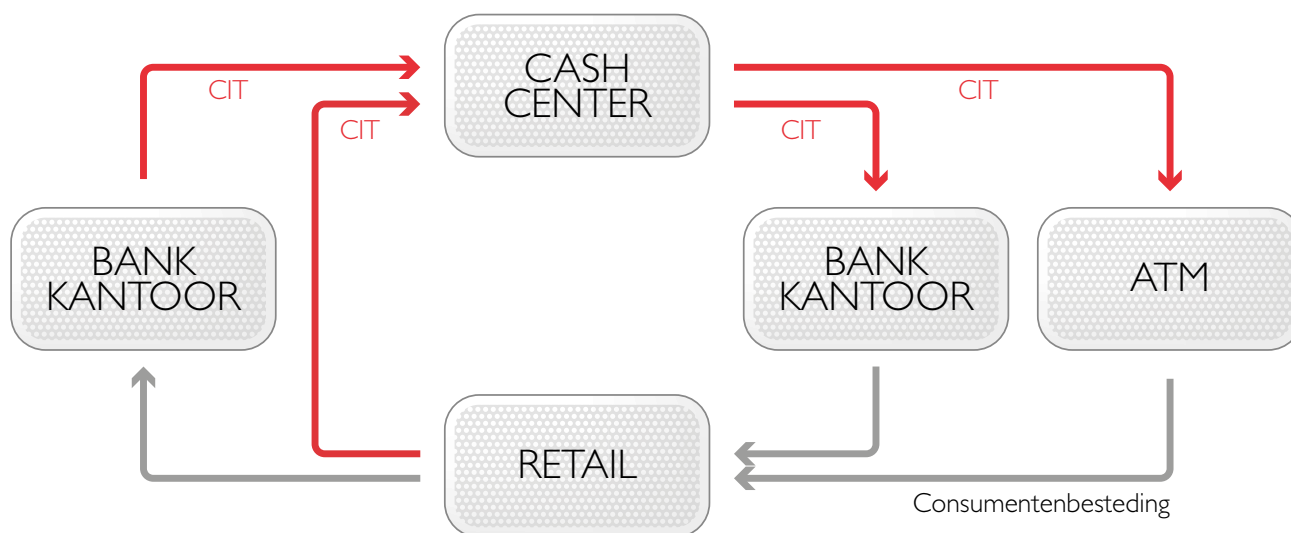 CASH
CENTER
CIT
CIT
CIT
CIT
BANK
KANTOOR
BANK
KANTOOR
ATM
RETAIL
Consumentenbesteding